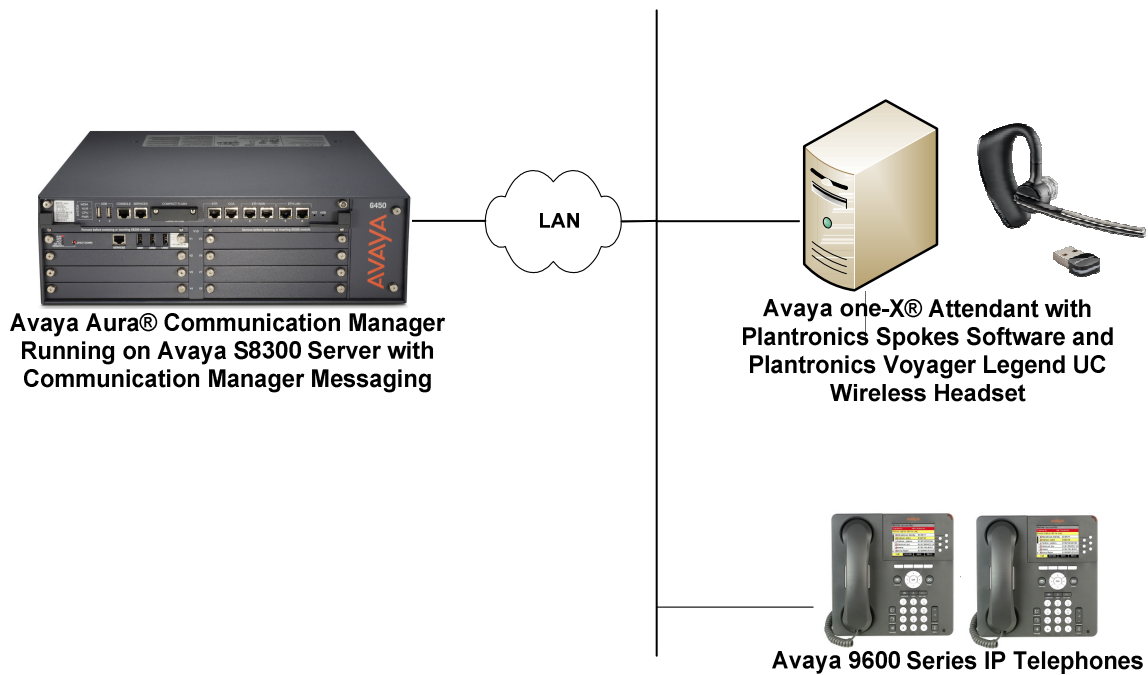 G450
AVAYA
LAN
Avaya Aura® Communication Manager
Running on Avaya S8300 Server with
Communication Manager Messaging
Avaya one-X® Attendant with
Plantronics Spokes Software and
Plantronics Voyager Legend UC
Wireless Headset
Avaya 9600 Series IP Telephones